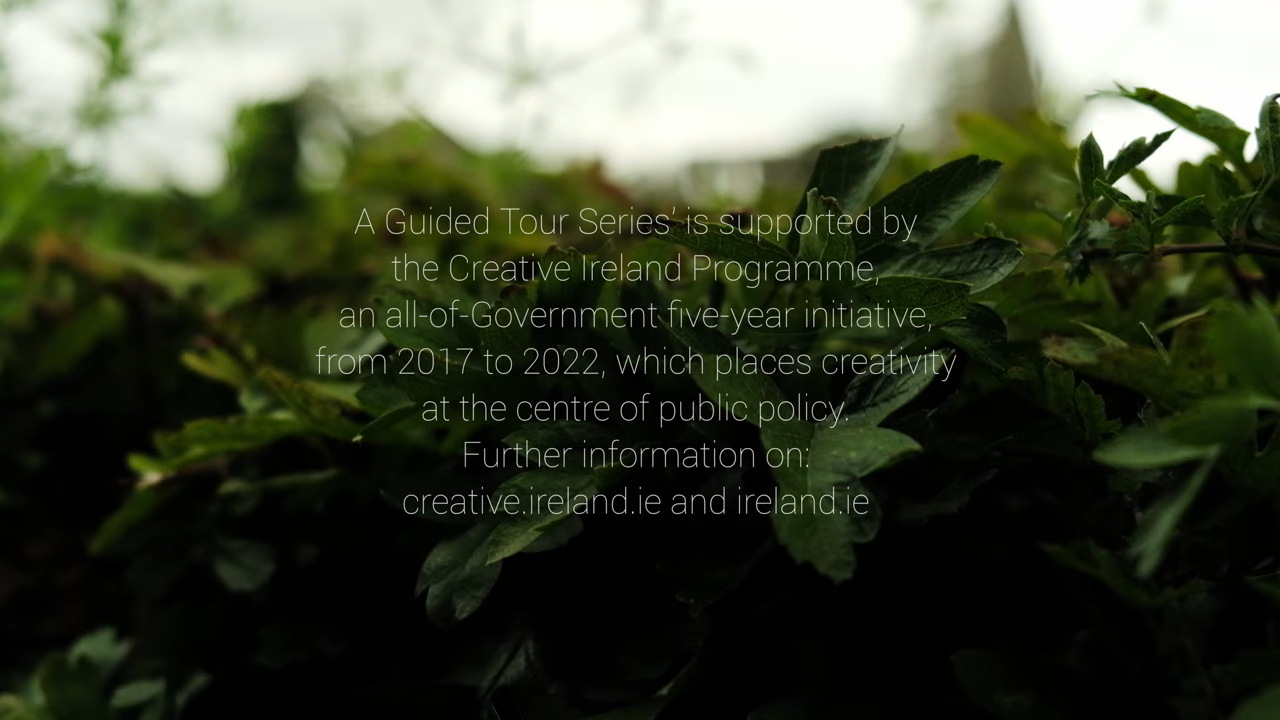 A Guided Tour Series' is supported by
the Creative Ireland Programme,
an all-of-Government five-year initiative,
from 2017 to 2022, which places creativity
at the centre of public policy.
Further information on:
creative.ireland.ie and ireland.ie